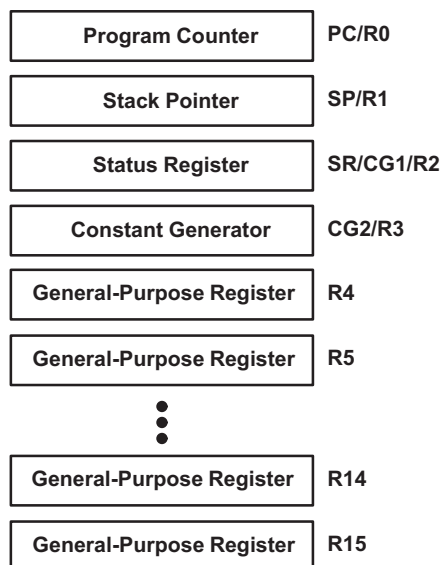 Program Counter PC/R0
Stack Pointer SP/R1
Status Register SR/CG1/R2
Constant Generator CG2/R3
General-Purpose Register R4
General-Purpose Register R5
General-Purpose Register R14
General-Purpose Register R15